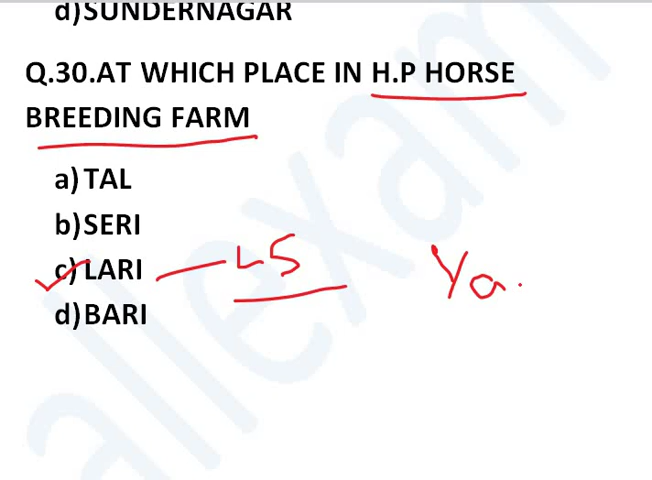 d)SUNDERNAGAR
Q.30.AT WHICH PLACE IN H.P HORSE
BREEDING FARM
a)TAL
b)SERI
c)LARI LS Ya.
d)BARI
allexam